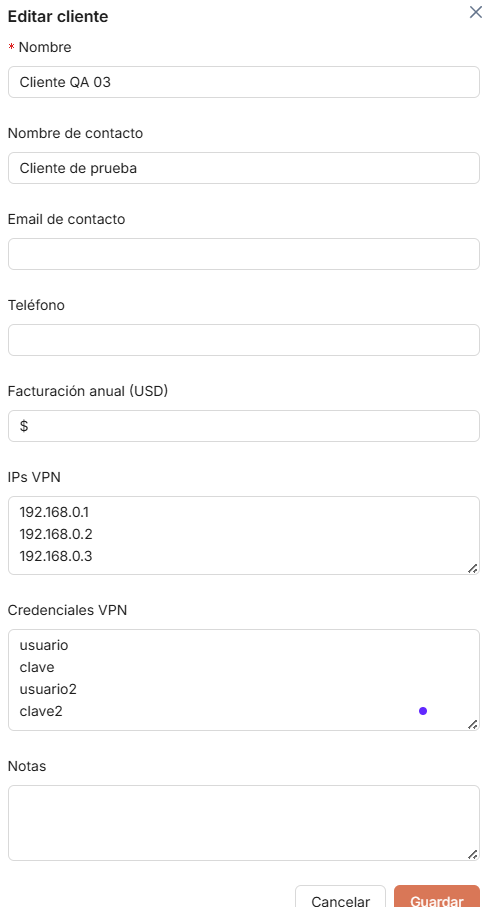 Editar cliente
* Nombre
Cliente QA 03
Nombre de contacto
Cliente de prueba
Email de contacto
Teléfono
Facturación anual (USD)
$
IPs VPN
192.168.0.1
192.168.0.2
192.168.0.3
Credenciales VPN
usuario
clave
usuario2
clave2
Notas
Cancelar
Guardar